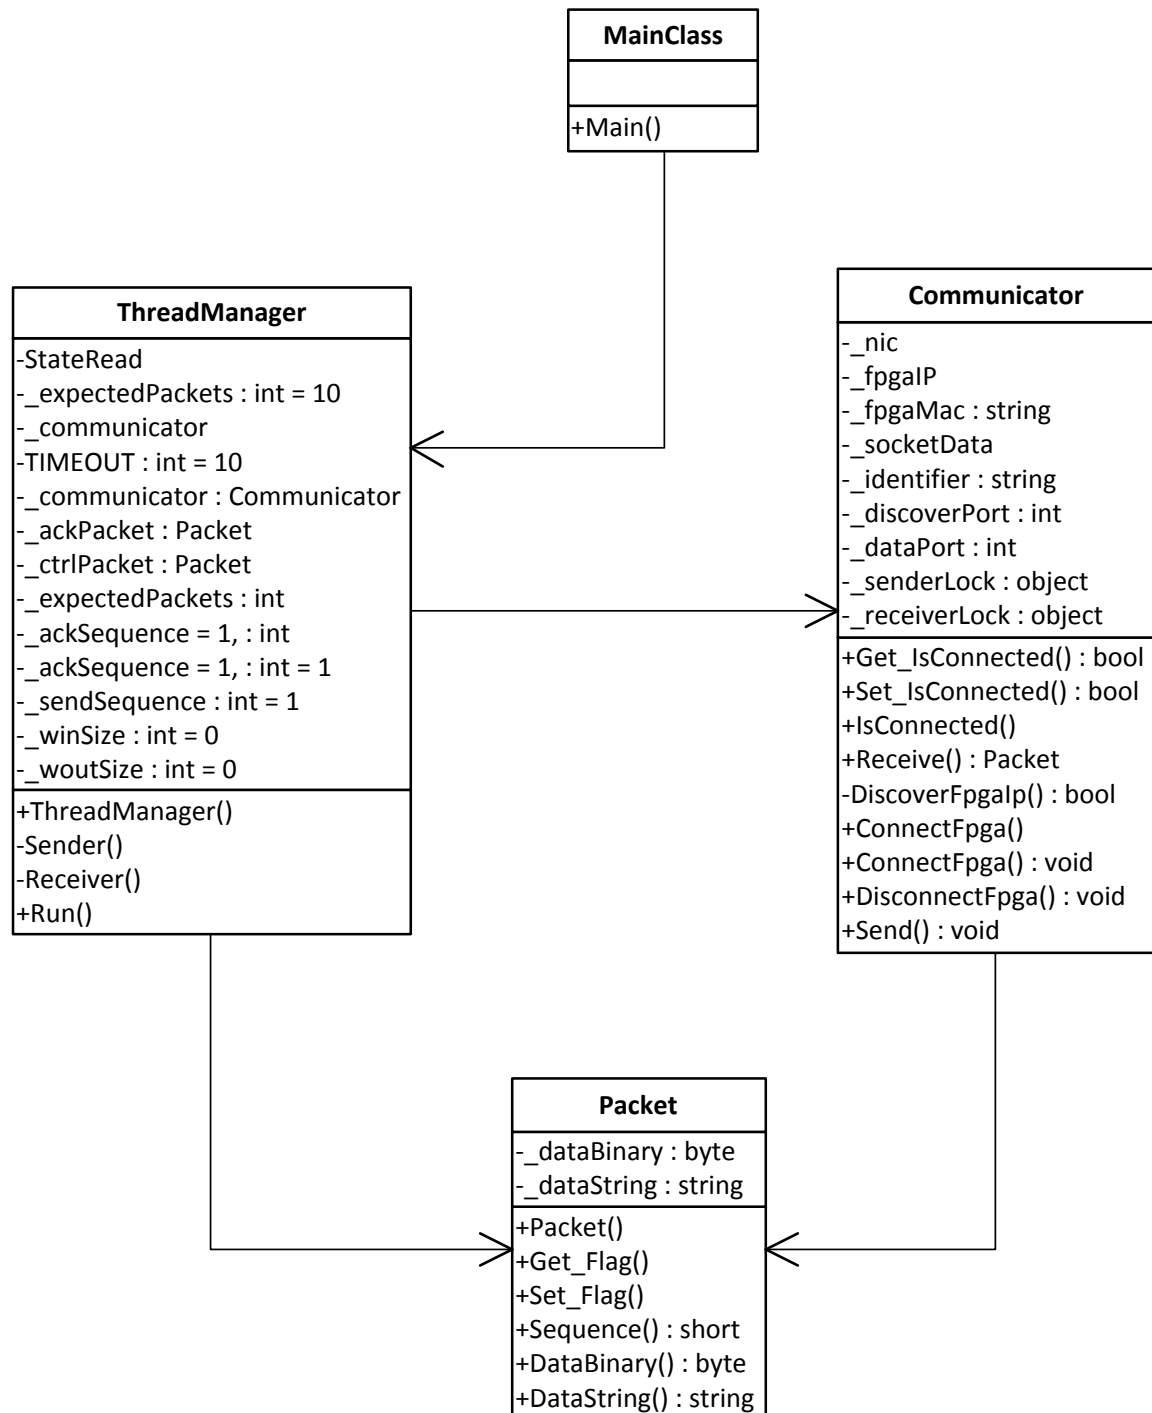 MainClass
+Main()
ThreadManager
-StateRead
-_expectedPackets : int = 10
-_communicator
-TIMEOUT : int = 10
-_communicator : Communicator
-_ackPacket : Packet
-_ctrlPacket : Packet
-_expectedPackets : int
-_ackSequence = 1, : int
-_ackSequence = 1, : int = 1
-_sendSequence : int = 1
-_winSize : int = 0
-_woutSize : int = 0
+ThreadManager()
-Sender()
-Receiver()
+Run()
Communicator
-_nic
-_fpgaIP
-_fpgaMac : string
-_socketData
-_identifier : string
-_discoverPort : int
-_dataPort : int
-_senderLock : object
-_receiverLock : object
+Get_IsConnected() : bool
+Set_IsConnected() : bool
+IsConnected()
+Receive() : Packet
-DiscoverFpgaIp() : bool
+ConnectFpga()
+ConnectFpga() : void
+DisconnectFpga() : void
+Send() : void
Packet
-_dataBinary : byte
-_dataString : string
+Packet()
+Get_Flag()
+Set_Flag()
+Sequence() : short
+DataBinary() : byte
+DataString() : string